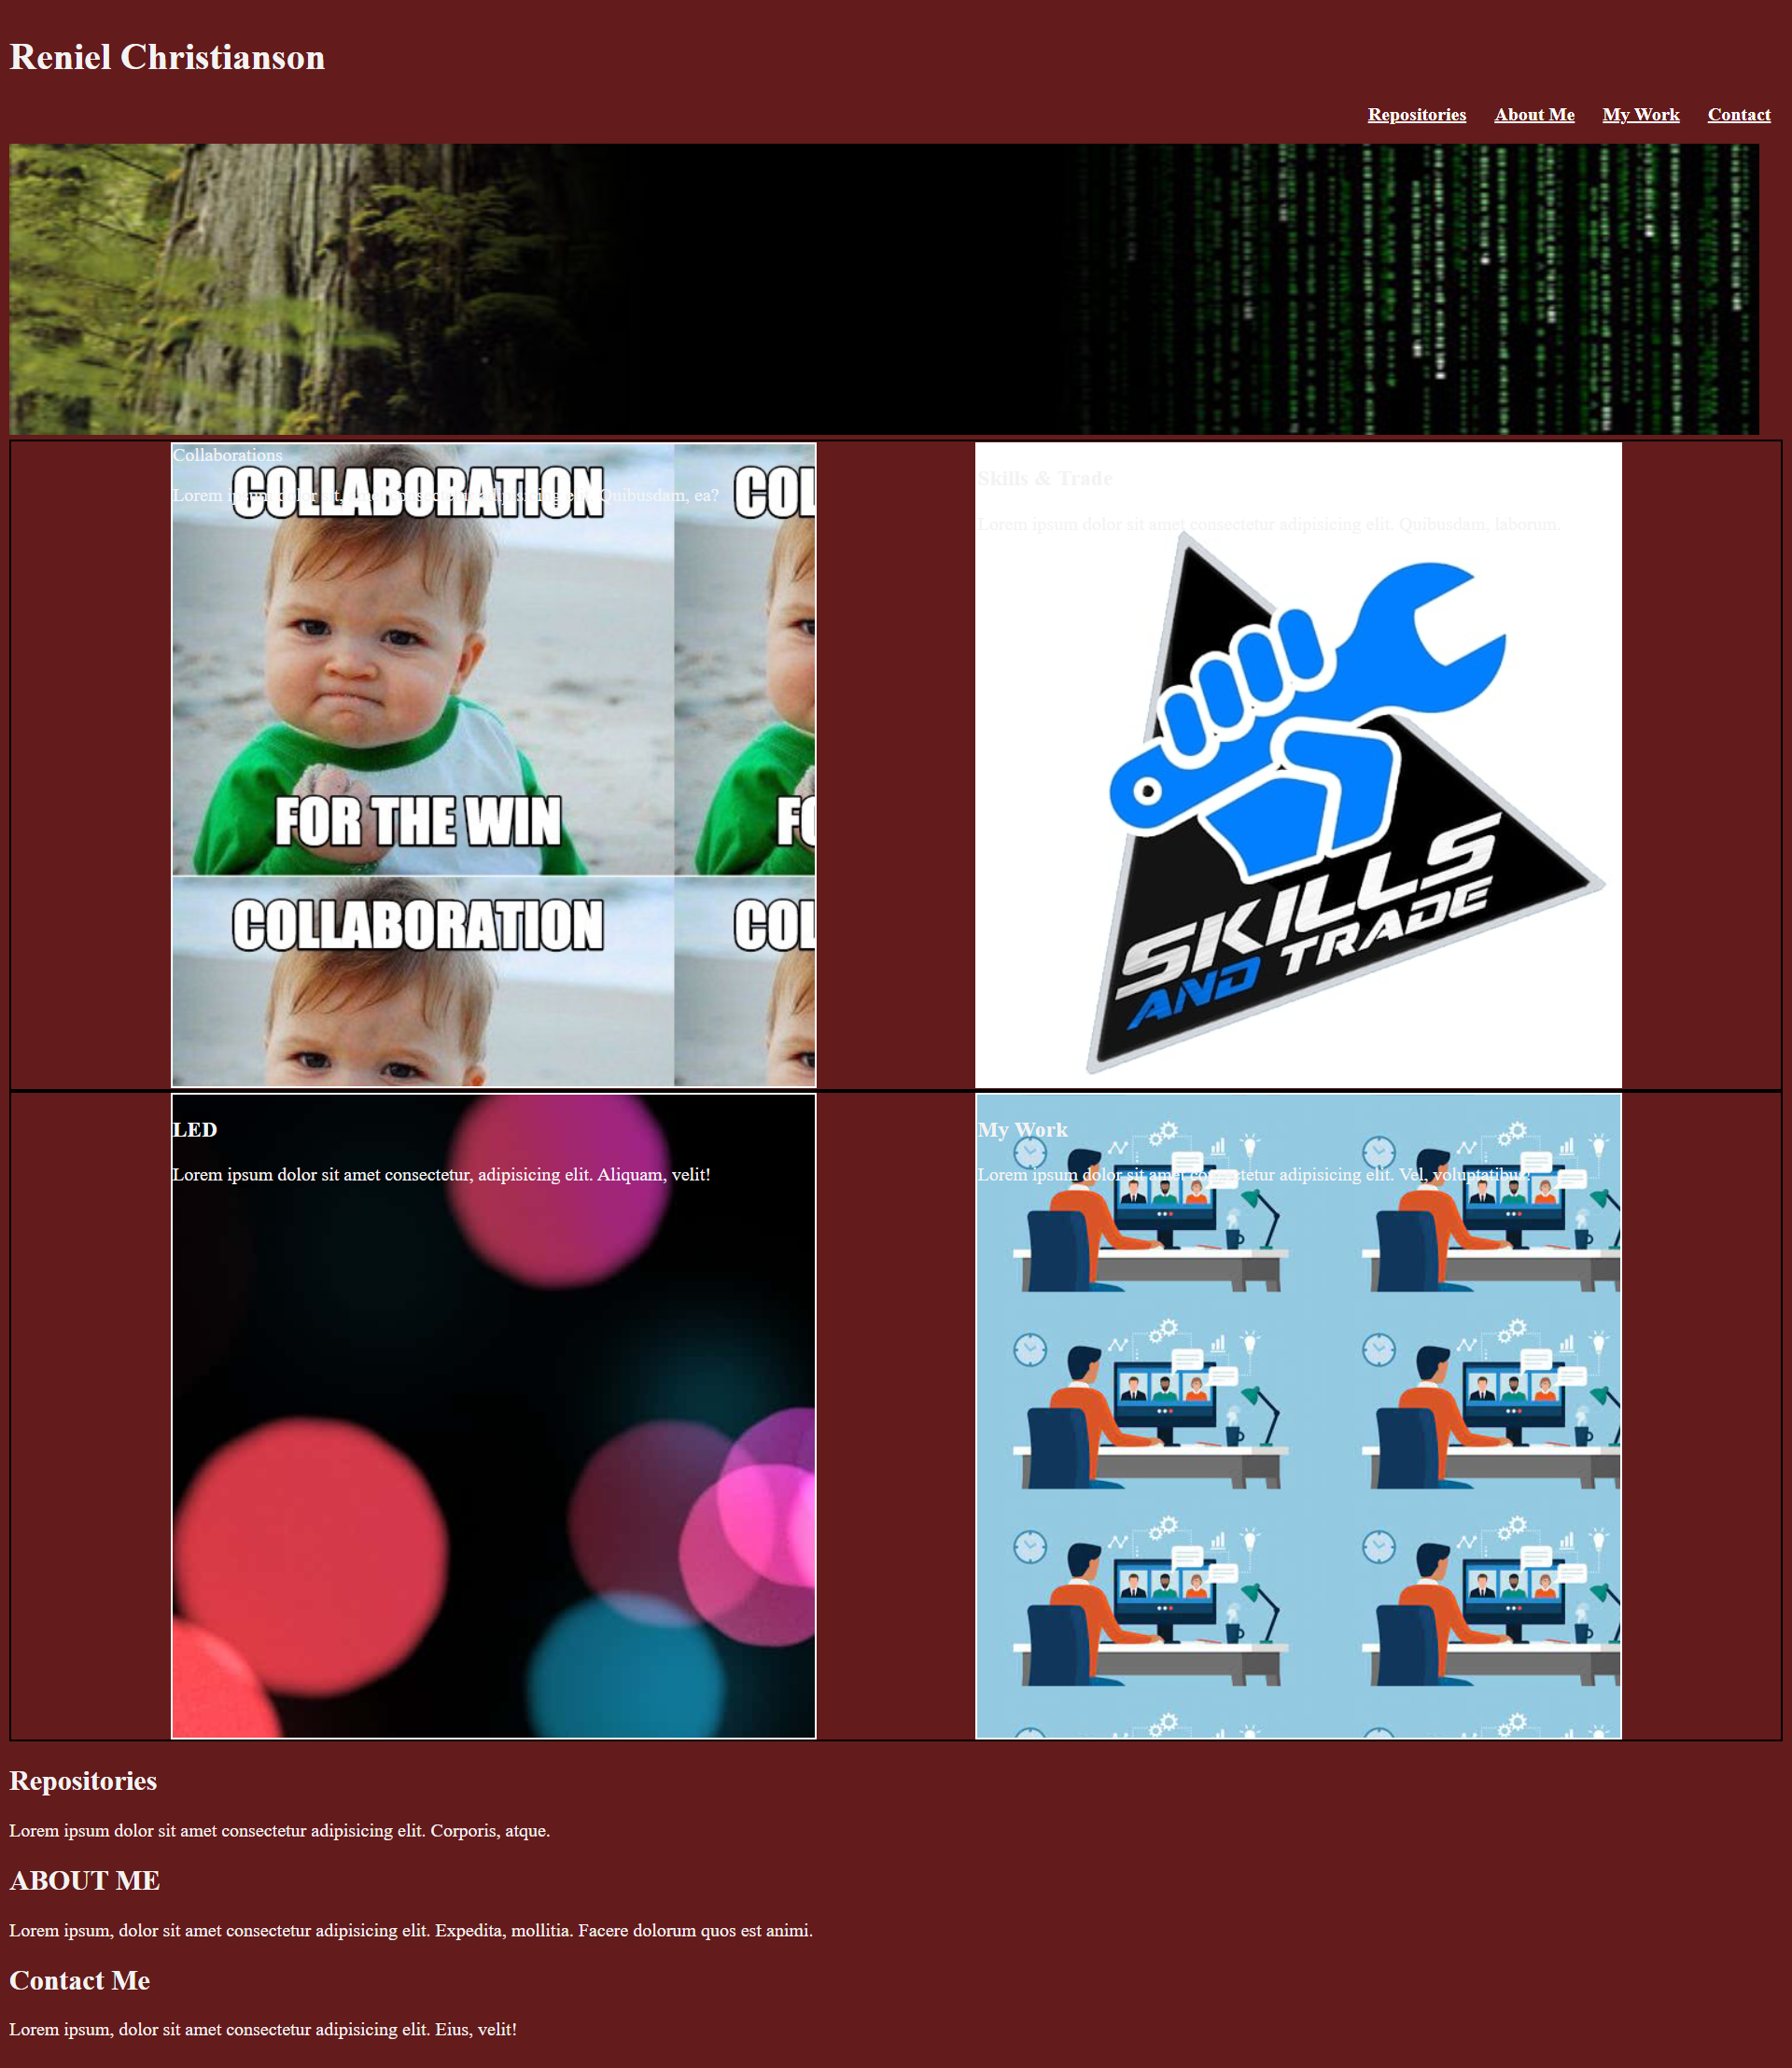 Reniel Christianson
Repositories About Me My Work Contact
Collaborations
COLLABORATION COL
Lorem ipsum dolor sit, amet consectetur adipisicing elit. Quibusdam, ea?
FOR THE WIN FO
COLLABORATION COL
Skills & Trade
Lorem ipsum dolor sit amet consectetur adipisicing elit. Quibusdam, laborum.
SKILLS
AND TRADE
LED
Lorem ipsum dolor sit amet consectetur, adipisicing elit. Aliquam, velit!
My Work
Lorem ipsum dolor sit amet consectetur adipisicing elit. Vel, voluptatibus!
Repositories
Lorem ipsum dolor sit amet consectetur adipisicing elit. Corporis, atque.
ABOUT ME
Lorem ipsum, dolor sit amet consectetur adipisicing elit. Expedita, mollitia. Facere dolorum quos est animi.
Contact Me
Lorem ipsum, dolor sit amet consectetur adipisicing elit. Eius, velit!